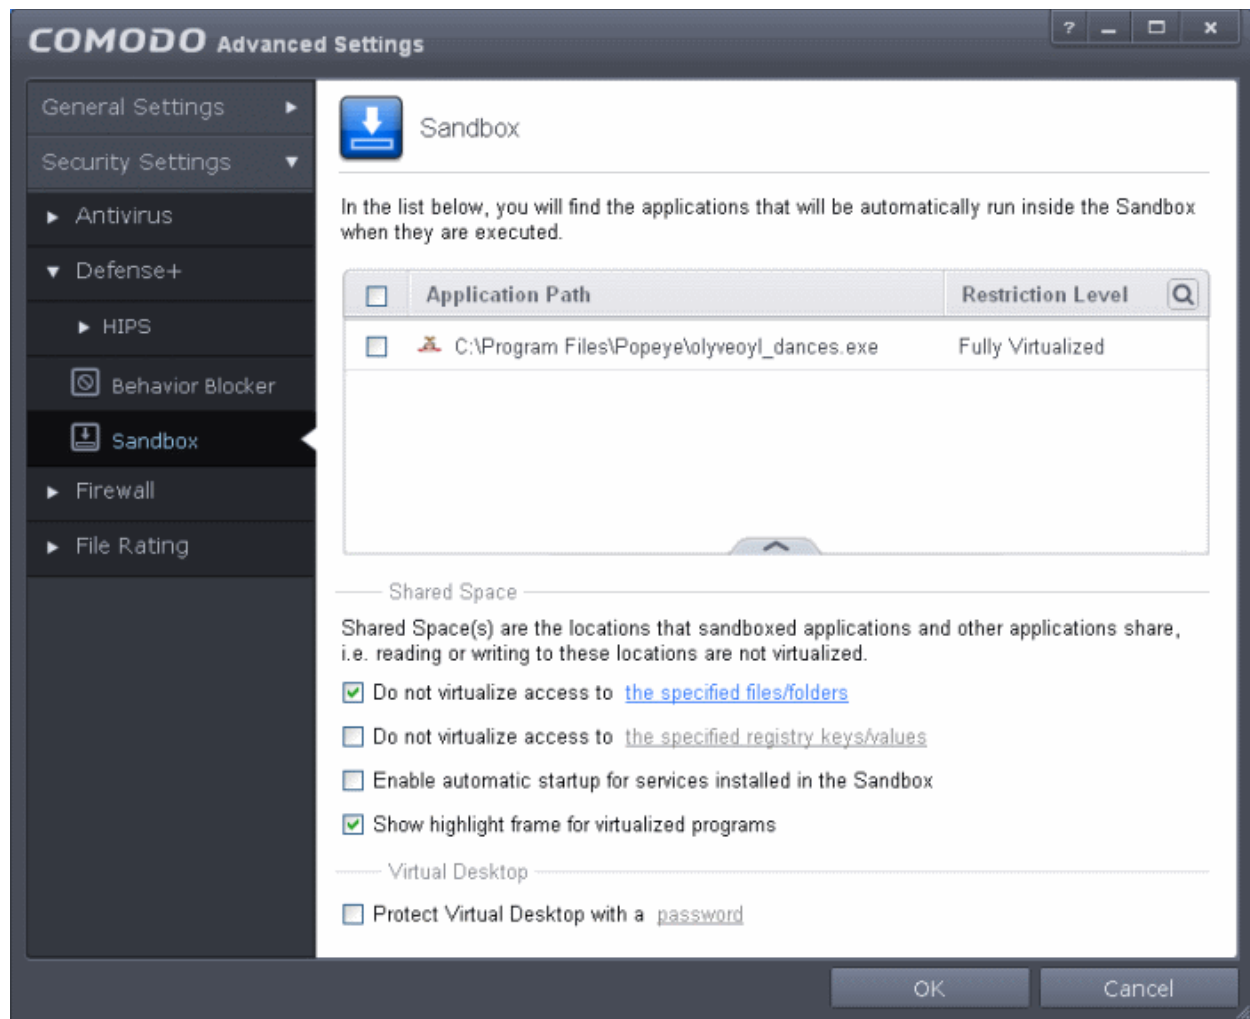 COMODO Advanced Settings
?
General Settings
Security Settings
Antivirus
Defense+
HIPS
Behavior Blocker
Sandbox
Firewall
File Rating
Sandbox
In the list below, you will find the applications that will be automatically run inside the Sandbox
when they are executed.
Application Path Restriction Level
C:\Program Files\Popeye\olyveoyl_dances.exe Fully Virtualized
Shared Space
Shared Space(s) are the locations that sandboxed applications and other applications share,
i.e. reading or writing to these locations are not virtualized.
Do not virtualize access to the specified files/folders
Do not virtualize access to the specified registry keys/values
Enable automatic startup for services installed in the Sandbox
Show highlight frame for virtualized programs
Virtual Desktop
Protect Virtual Desktop with a password
OK Cancel